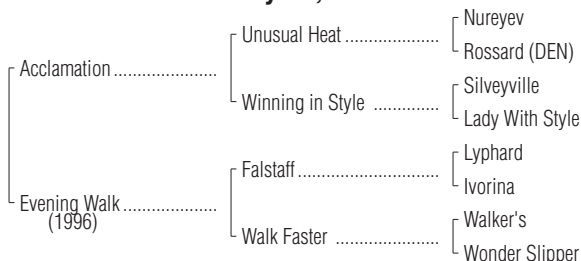 Nureyev
Unusual Heat
Rossard (DEN)
Acclamation
Silveyville
Winning in Style
Lady With Style
Lyphard
Falstaff
Ivorina
Evening Walk
(1996)
Walker's
Walk Faster
Wonder Slipper